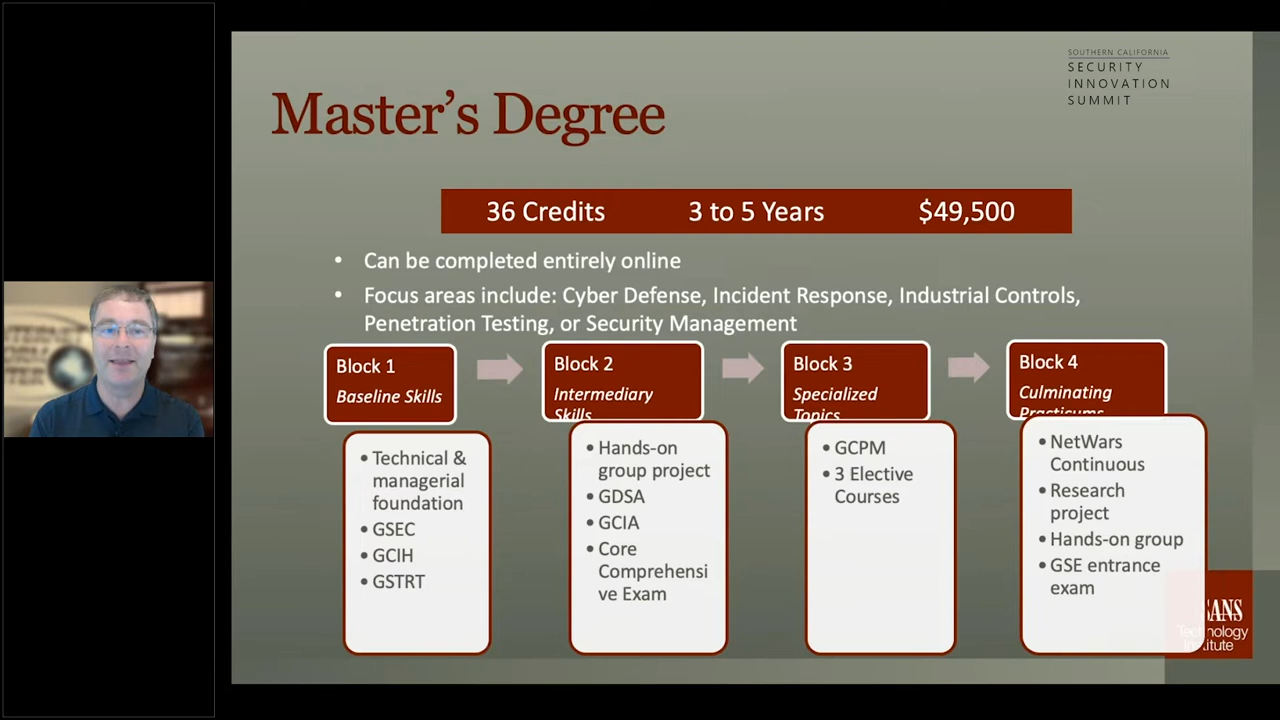 SOUTHERN CALIFORNIA
SECURITY
INNOVATION
SUMMIT
Master's Degree
36 Credits 3 to 5 Years $49,500
• Can be completed entirely online
• Focus areas include: Cyber Defense, Incident Response, Industrial Controls,
Penetration Testing, or Security Management
Block 1
Baseline Skills
• Technical &
managerial
foundation
• GSEC
• GCIH
• GSTRT
Block 2
Intermediary
Skills
• Hands-on
group project
• GDSA
• GCIA
• Core
Comprehensi
ve Exam
Block 3
Specialized
Topics
• GCPM
• 3 Elective
Courses
Block 4
Culminating
Practicums
• NetWars
Continuous
• Research
project
• Hands-on group
• GSE entrance
exam
SANS
Technology
Institute